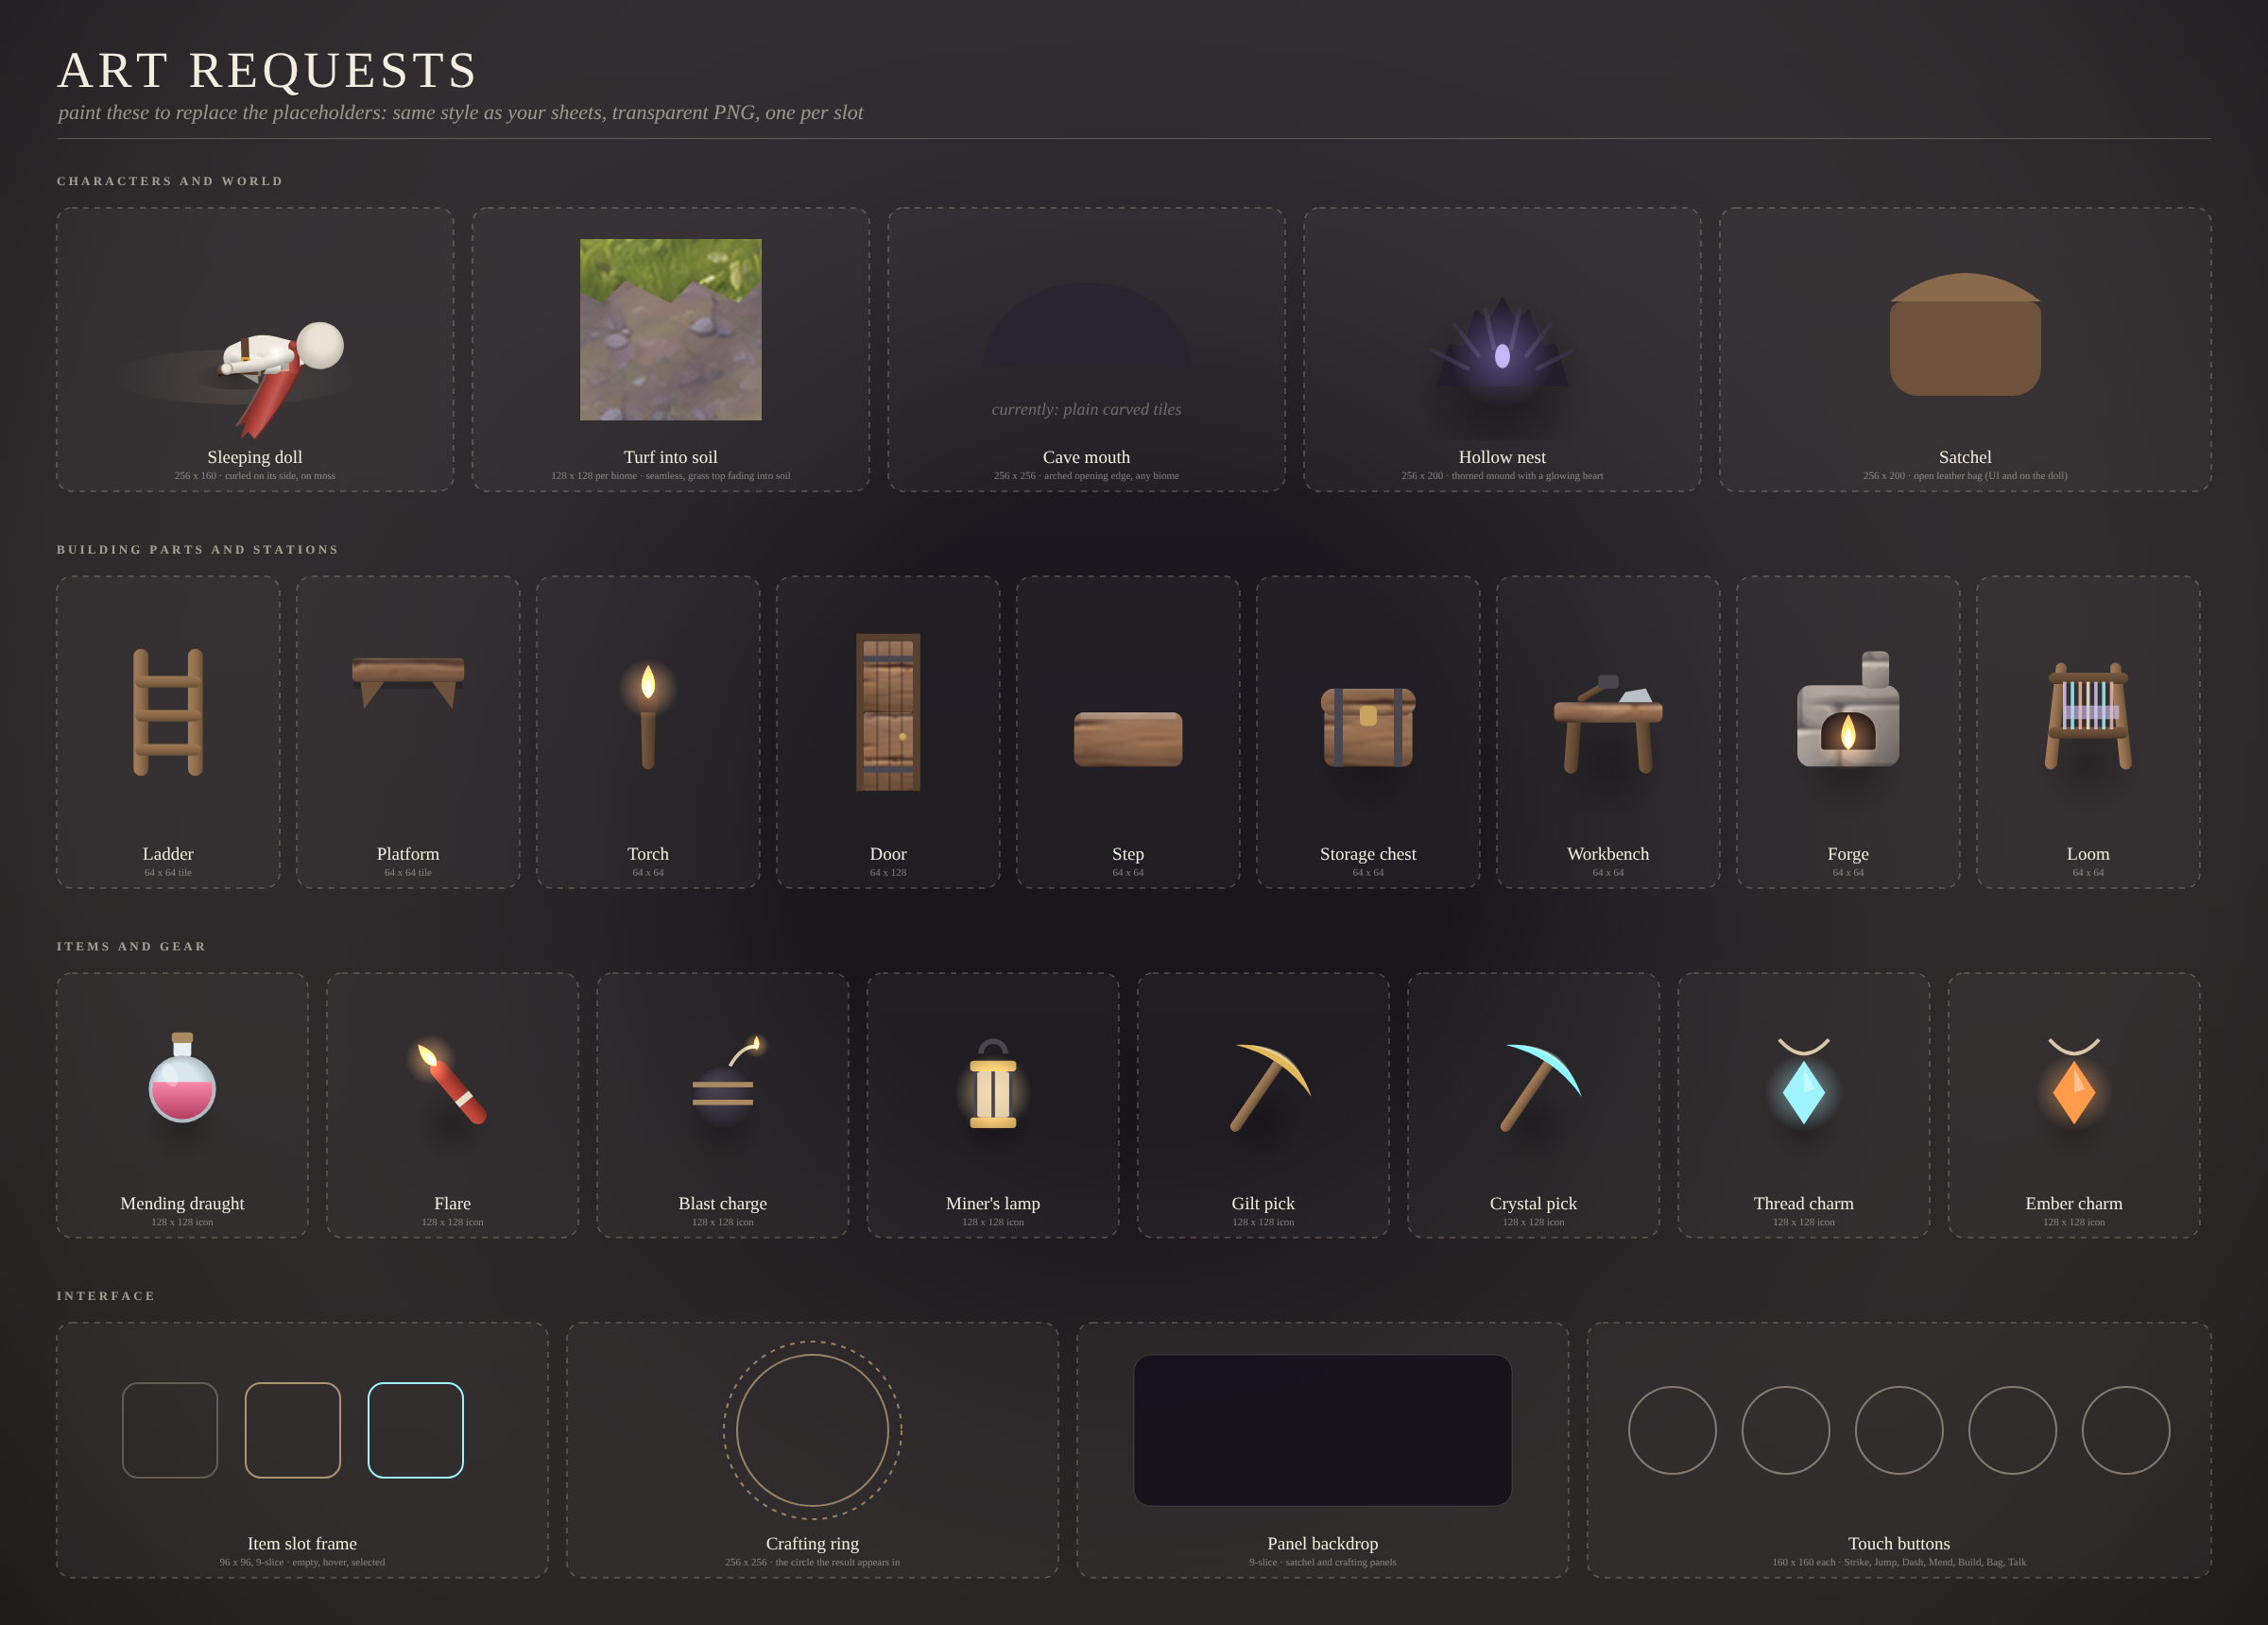 ART REQUESTS
paint these to replace the placeholders: same style as your sheets, transparent PNG, one per slot
CHARACTERS AND WORLD
Sleeping doll
256 x 160 · curled on its side, on moss
Turf into soil
128 x 128 per biome · seamless, grass top fading into soil
currently: plain carved tiles
Cave mouth
256 x 256 · arched opening edge, any biome
Hollow nest
256 x 200 · thorned mound with a glowing heart
Satchel
256 x 200 · open leather bag (UI and on the doll)
BUILDING PARTS AND STATIONS
Ladder
64 x 64 tile
Platform
64 x 64 tile
Torch
64 x 64
Door
64 x 128
Step
64 x 64
Storage chest
64 x 64
Workbench
64 x 64
Forge
64 x 64
Loom
64 x 64
ITEMS AND GEAR
Mending draught
128 x 128 icon
Flare
128 x 128 icon
Blast charge
128 x 128 icon
Miner's lamp
128 x 128 icon
Gilt pick
128 x 128 icon
Crystal pick
128 x 128 icon
Thread charm
128 x 128 icon
Ember charm
128 x 128 icon
INTERFACE
Item slot frame
96 x 96, 9-slice · empty, hover, selected
Crafting ring
256 x 256 · the circle the result appears in
Panel backdrop
9-slice · satchel and crafting panels
Touch buttons
160 x 160 each · Strike, Jump, Dash, Mend, Build, Bag, Talk